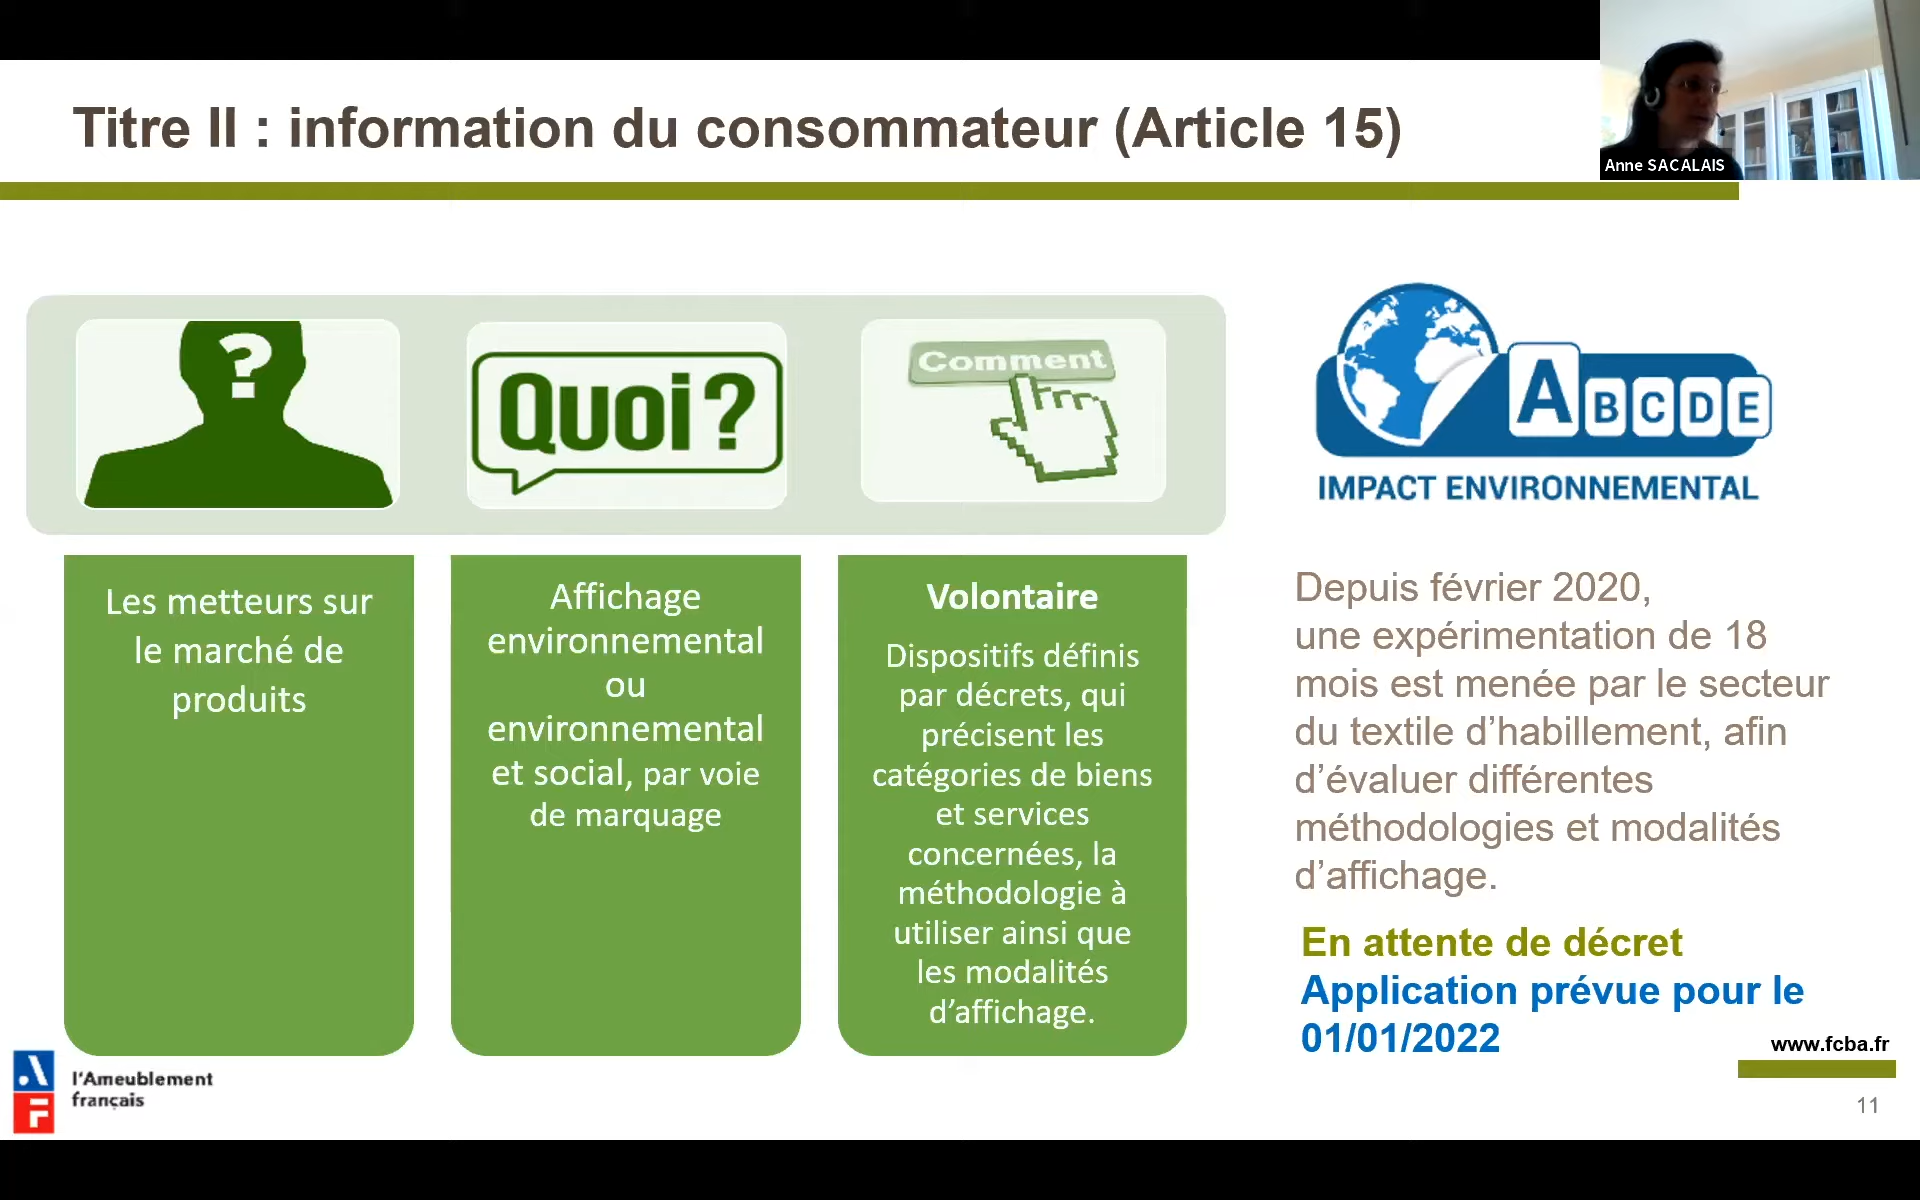 Titre II : information du consommateur (Article 15)
Anne SACALAIS
?
Quoi?
Comment
A B C D E
IMPACT ENVIRONNEMENTAL
Les metteurs sur
le marché de
produits
Affichage
environnemental
ou
environnemental
et social, par voie
de marquage
Volontaire
Dispositifs définis
par décrets, qui
précisent les
catégories de biens
et services
concernées, la
méthodologie à
utiliser ainsi que
les modalités
d’affichage.
Depuis février 2020,
une expérimentation de 18
mois est menée par le secteur
du textile d’habillement, afin
d’évaluer différentes
méthodologies et modalités
d’affichage.
En attente de décret
Application prévue pour le
01/01/2022
www.fcba.fr
AF
l'Ameublement
français
11